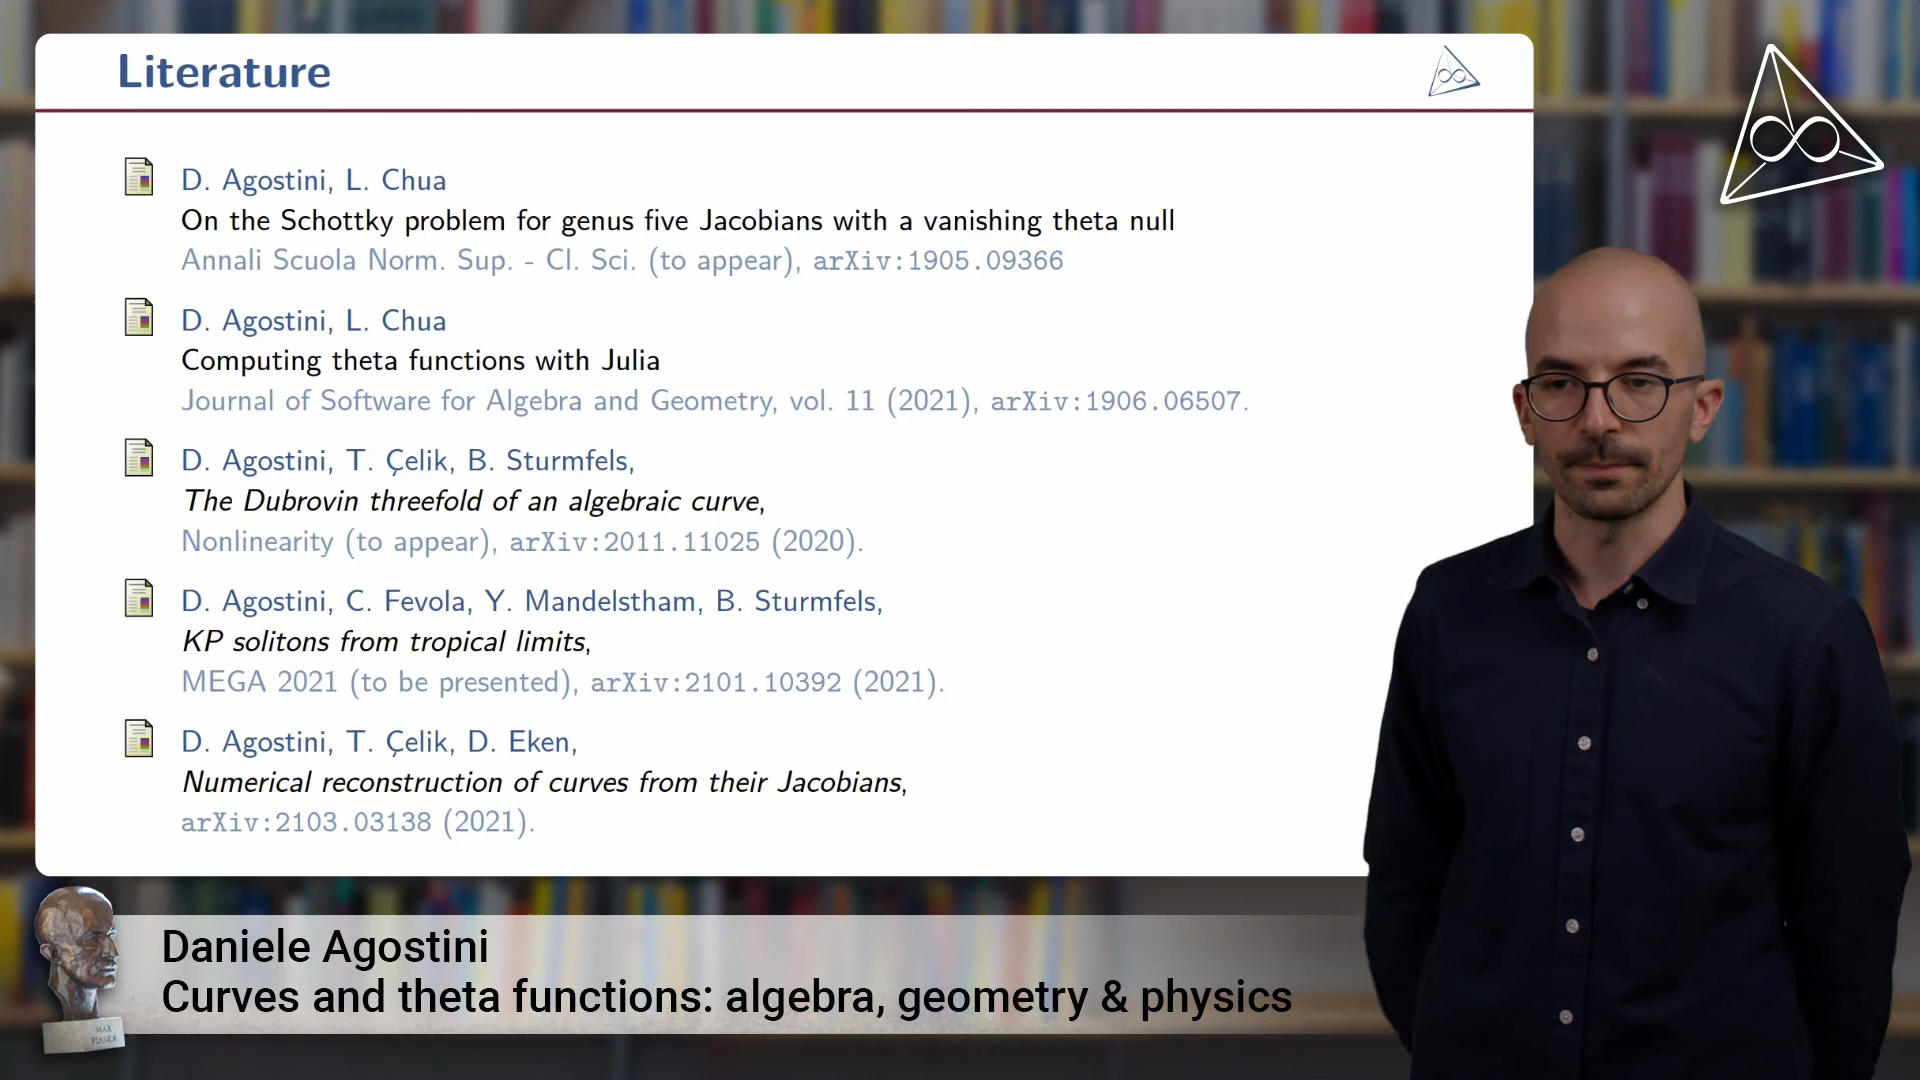 Literature
D. Agostini, L. Chua
On the Schottky problem for genus five Jacobians with a vanishing theta null
Annali Scuola Norm. Sup. - Cl. Sci. (to appear), arXiv:1905.09366
D. Agostini, L. Chua
Computing theta functions with Julia
Journal of Software for Algebra and Geometry, vol. 11 (2021), arXiv:1906.06507.
D. Agostini, T. Çelik, B. Sturmfels,
The Dubrovin threefold of an algebraic curve,
Nonlinearity (to appear), arXiv:2011.11025 (2020).
D. Agostini, C. Fevola, Y. Mandelstham, B. Sturmfels,
KP solitons from tropical limits,
MEGA 2021 (to be presented), arXiv:2101.10392 (2021).
D. Agostini, T. Çelik, D. Eken,
Numerical reconstruction of curves from their Jacobians,
arXiv:2103.03138 (2021).
Daniele Agostini
Curves and theta functions: algebra, geometry & physics
MAX
PLANCK